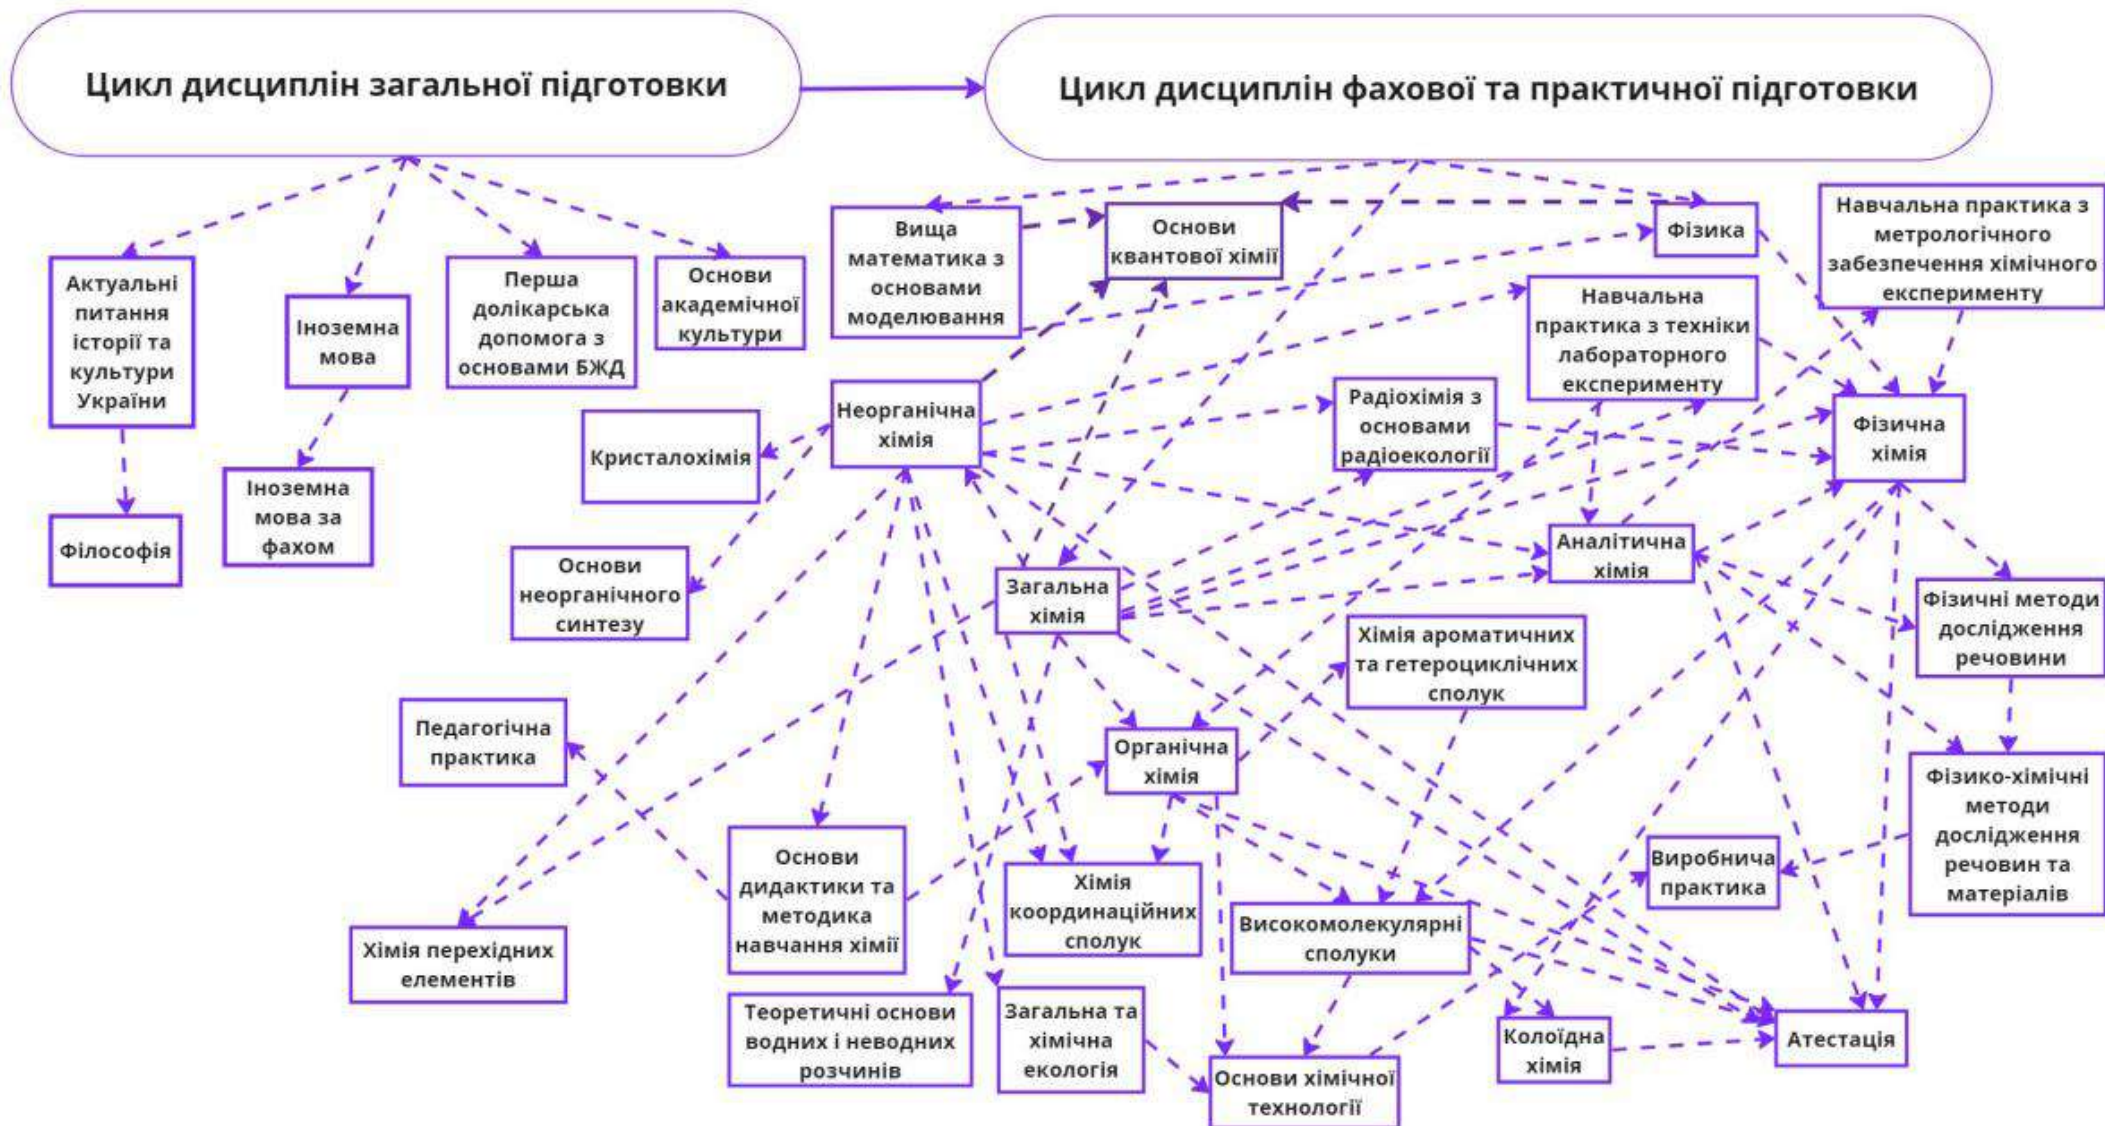 Цикл дисциплін загальної підготовки
Цикл дисциплін фахової та практичної підготовки
Актуальні
питання
історії та
культури
України
Іноземна
мова
Перша
долікарська
допомога з
основами БЖД
Основи
академічної
культури
Філософія
Іноземна
мова за
фахом
Вища
математика з
основами
моделювання
Основи
квантової хімії
Фізика
Навчальна практика з
метрологічного
забезпечення хімічного
експерименту
Навчальна
практика з техніки
лабораторного
експерименту
Неорганічна
хімія
Радіохімія з
основами
радіоекології
Фізична
хімія
Кристалохімія
Основи
неорганічного
синтезу
Загальна
хімія
Аналітична
хімія
Фізичні методи
дослідження
речовини
Хімія ароматичних
та гетероциклічних
сполук
Педагогічна
практика
Органічна
хімія
Фізико-хімічні
методи
дослідження
речовин та
матеріалів
Основи
дидактики та
методика
навчання хімії
Хімія
координаційних
сполук
Виробнича
практика
Високомолекулярні
сполуки
Хімія перехідних
елементів
Теоретичні основи
водних і неводних
розчинів
Загальна та
хімічна
екологія
Основи хімічної
технології
Колоїдна
хімія
Атестація